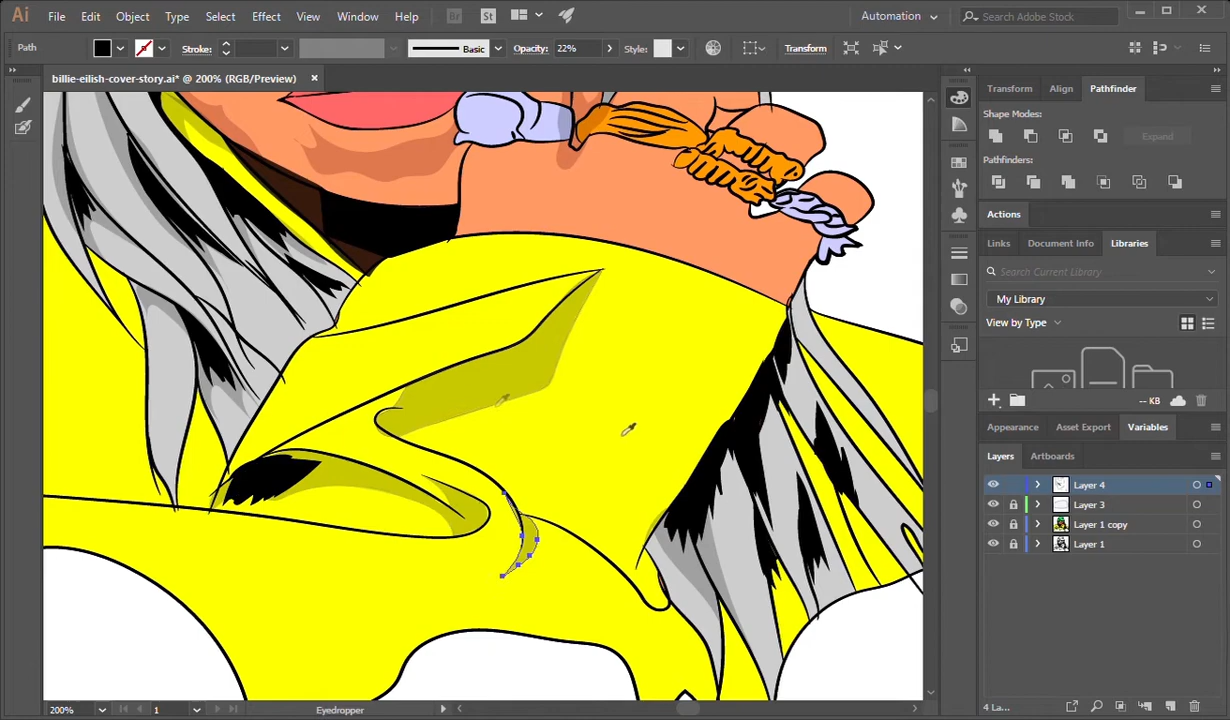 Ai File Edit Object Type Select Effect View Window Help Br St Automation Search Adobe Stock
Path Stroke: Basic Opacity: 22% Style: Transform
billie-eilish-cover-story.ai* @ 200% (RGB/Preview)
Transform Align Pathfinder
Shape Modes:
Expand
Pathfinders:
Actions
Links Document Info Libraries
Search Current Library
My Library
View by Type
-- KB
Appearance Asset Export Variables
Layers Artboards
Layer 4
Layer 3
Layer 1 copy
Layer 1
200% 1 Eyedropper 4 La...